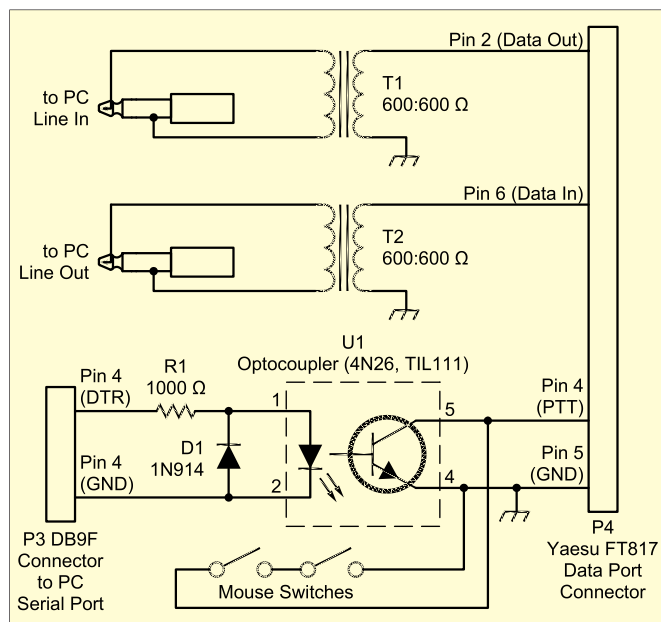 Pin 2 (Data Out)
to PC
Line In
T1
600:600 Ω
Pin 6 (Data In)
to PC
Line Out
T2
600:600 Ω
U1
Optocoupler (4N26, TIL111)
Pin 4
(DTR)
R1
1000 Ω
1
5
Pin 4
(PTT)
D1
1N914
Pin 4
(GND)
2
4
Pin 5
(GND)
P3 DB9F
Connector
to PC
Serial Port
Mouse Switches
P4
Yaesu FT817
Data Port
Connector